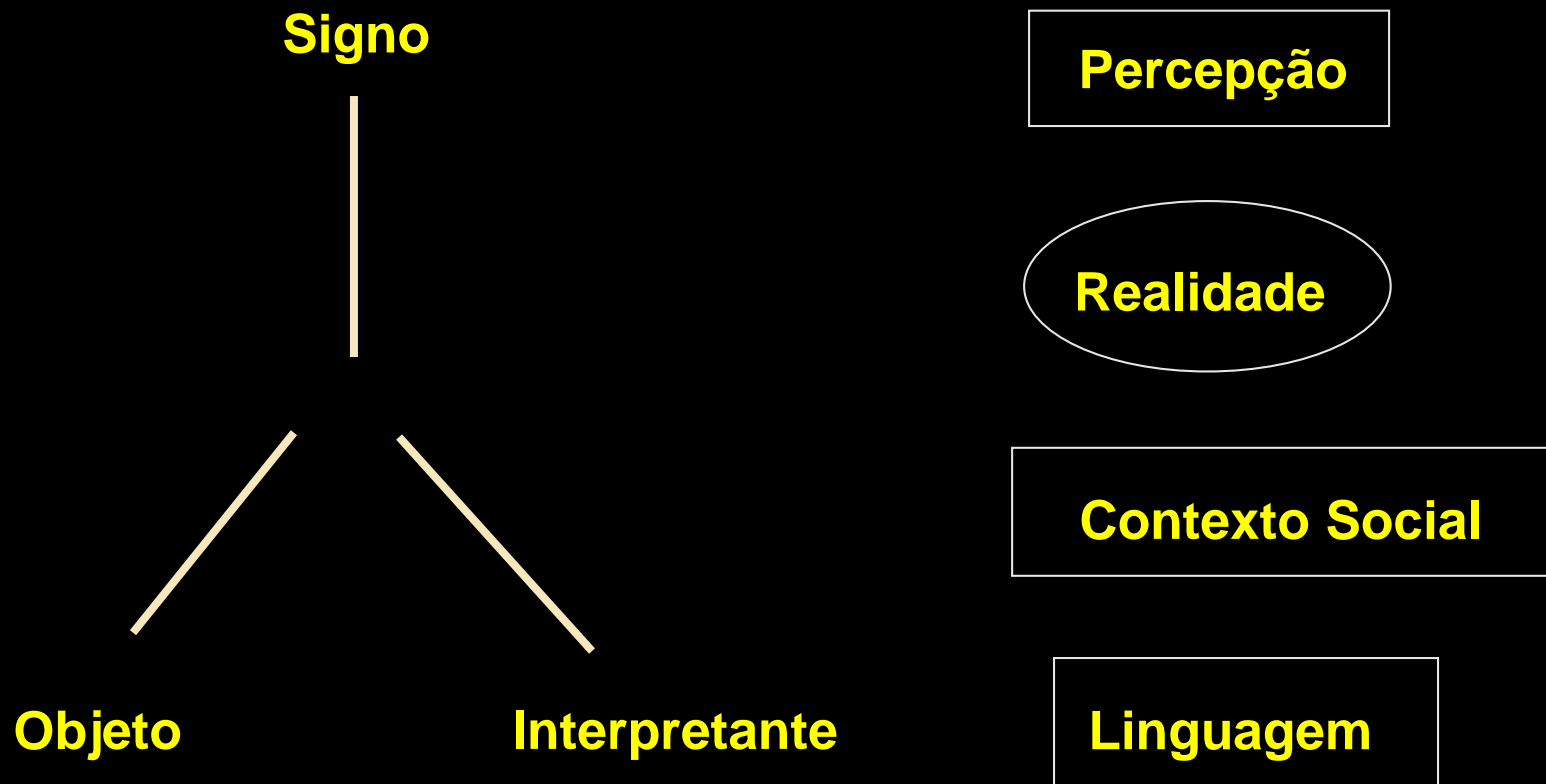 Signo
Percepção
Realidade
Contexto Social
Objeto
Interpretante
Linguagem